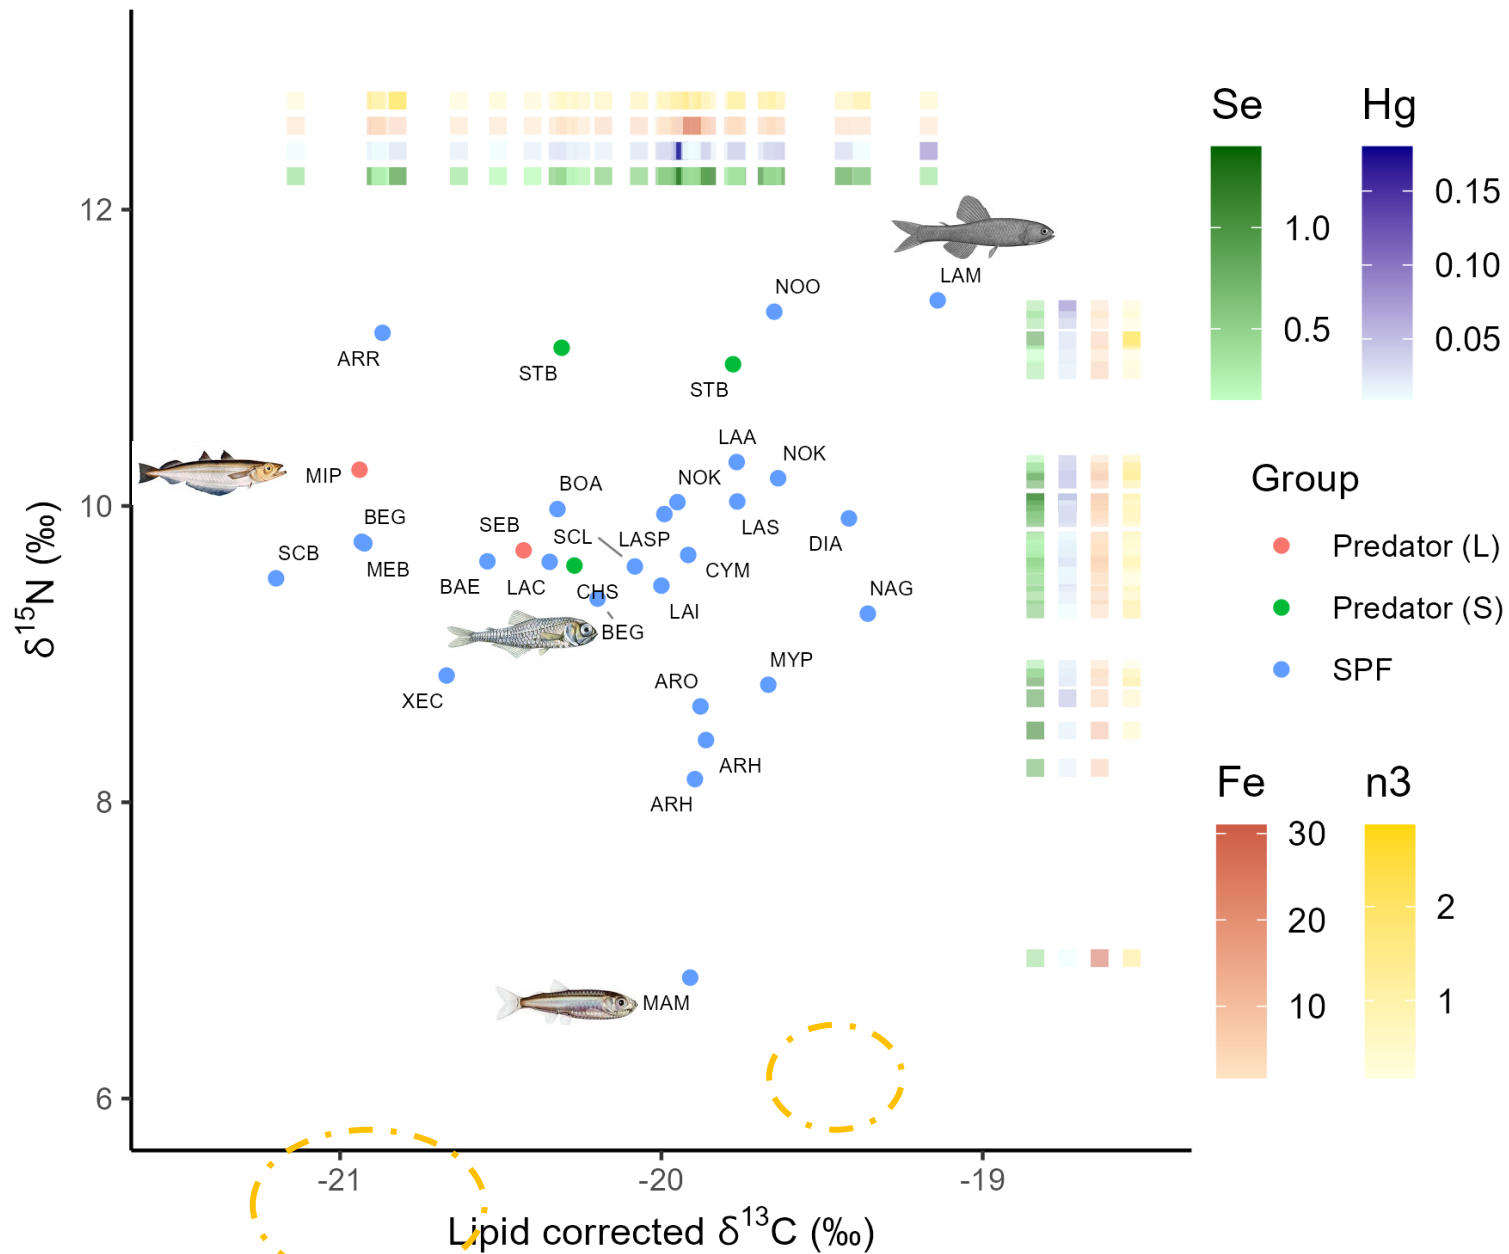 Se
Hg
1.0
0.5
0.15
0.10
0.05
12
10
8
6
δ15N (‰)
LAM
NOO
ARR
STB
STB
LAA
NOK
MIP
NOK
BOA
BEG
SEB
SCL
LASP
LAS
DIA
SCB
MEB
BAE
LAC
CHS
CYM
NAG
LAI
BEG
MYP
ARO
XEC
ARH
ARH
MAM
Group
Predator (L)
Predator (S)
SPF
Fe
n3
30
20
10
2
1
-21
-20
-19
Lipid corrected δ13C (‰)